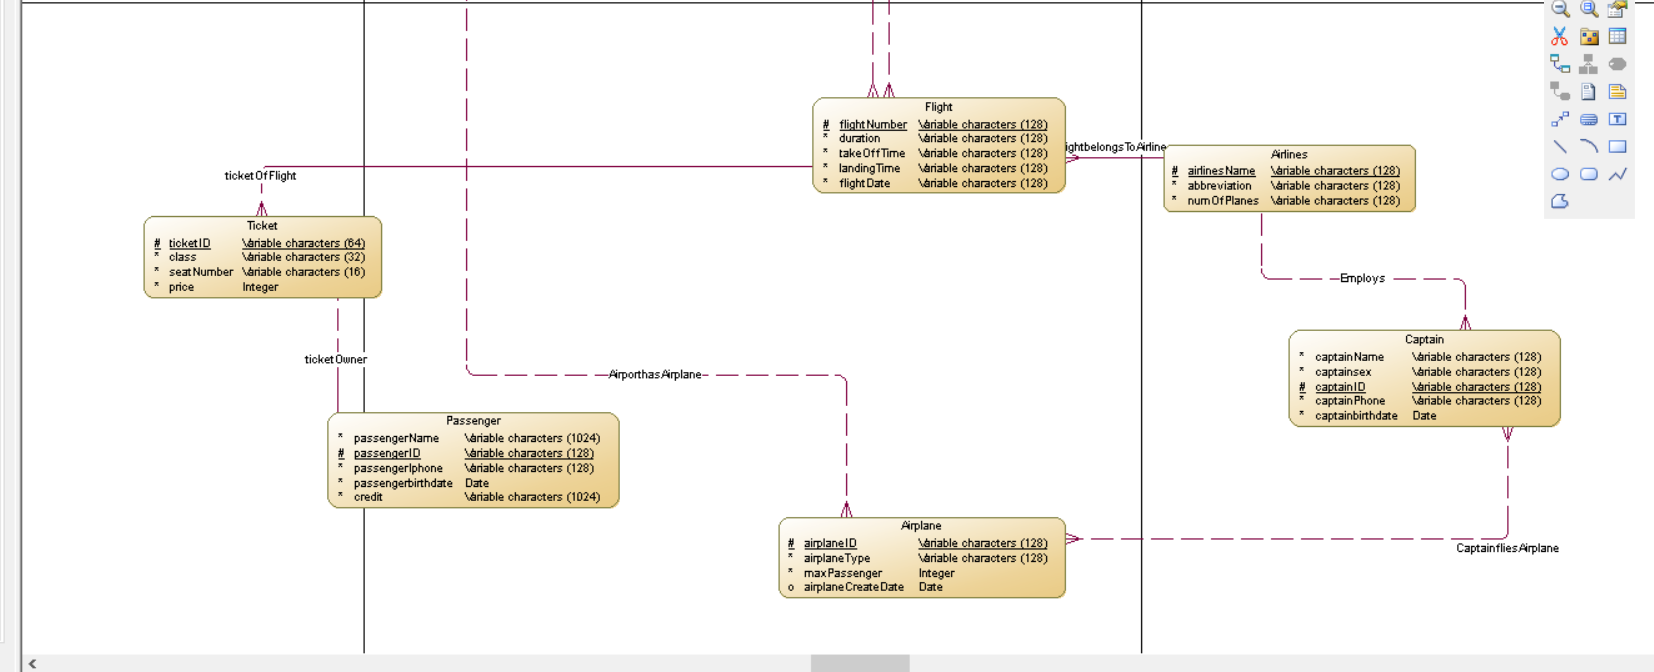 Flight
# flightNumber Variable characters (128)
* duration Variable characters (128)
* takeOffTime Variable characters (128)
* landingTime Variable characters (128)
* flightDate Variable characters (128)
ightbelongsToAirline
Airlines
# airlinesName Variable characters (128)
* abbreviation Variable characters (128)
* numOfPlanes Variable characters (128)
ticketOfFlight
Ticket
# ticketID Variable characters (64)
* class Variable characters (32)
* seatNumber Variable characters (16)
* price Integer
Employs
Captain
* captainName Variable characters (128)
* captainsex Variable characters (128)
# captainID Variable characters (128)
* captainPhone Variable characters (128)
* captainbirthdate Date
ticketOwner
AirporthasAirplane
Passenger
* passengerName Variable characters (1024)
# passengerID Variable characters (128)
* passengerIphone Variable characters (128)
* passengerbirthdate Date
* credit Variable characters (1024)
Airplane
# airplaneID Variable characters (128)
* airplaneType Variable characters (128)
* maxPassenger Integer
o airplaneCreateDate Date
CaptainfliesAirplane